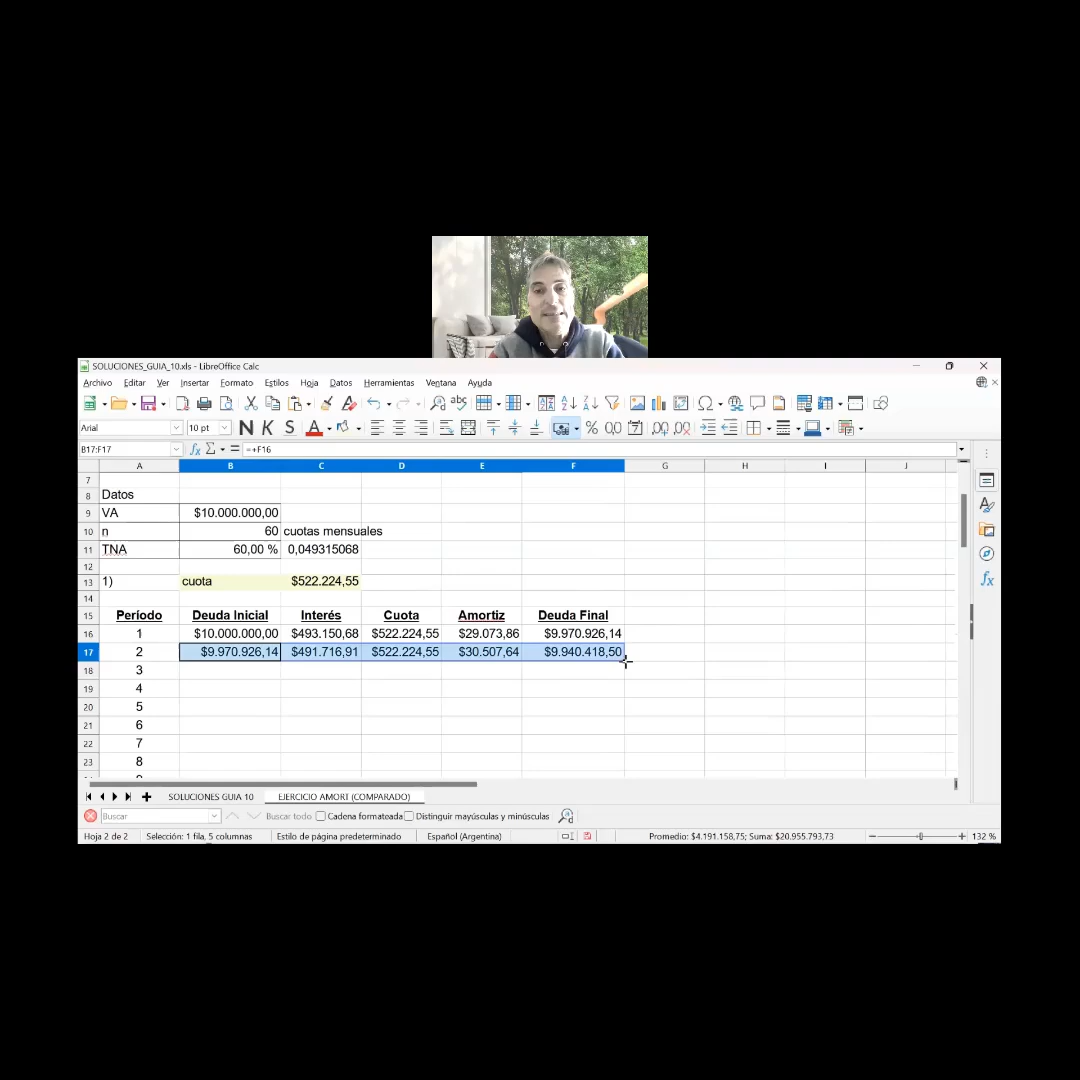 SOLUCIONES_GUIA_10.xls - LibreOffice Calc
Archivo Editar Ver Insertar Formato Estilos Hoja Datos Herramientas Ventana Ayuda
Arial 10 pt N K S
B17:F17 =+F16
A B C D E F G H I J
7
8 Datos
9 VA $10.000.000,00
10 n 60 cuotas mensuales
11 TNA 60,00 % 0,049315068
12
13 1) cuota $522.224,55
14
15 Período Deuda Inicial Interés Cuota Amortiz Deuda Final
16 1 $10.000.000,00 $493.150,68 $522.224,55 $29.073,86 $9.970.926,14
17 2 $9.970.926,14 $491.716,91 $522.224,55 $30.507,64 $9.940.418,50
18 3
19 4
20 5
21 6
22 7
23 8
SOLUCIONES GUIA 10 EJERCICIO AMORT (COMPARADO)
Buscar Buscar todo Cadena formateada Distinguir mayúsculas y minúsculas
Hoja 2 de 2 Selección: 1 fila, 5 columnas Estilo de página predeterminado Español (Argentina) Promedio: $4.191.158,75; Suma: $20.955.793,73 132 %